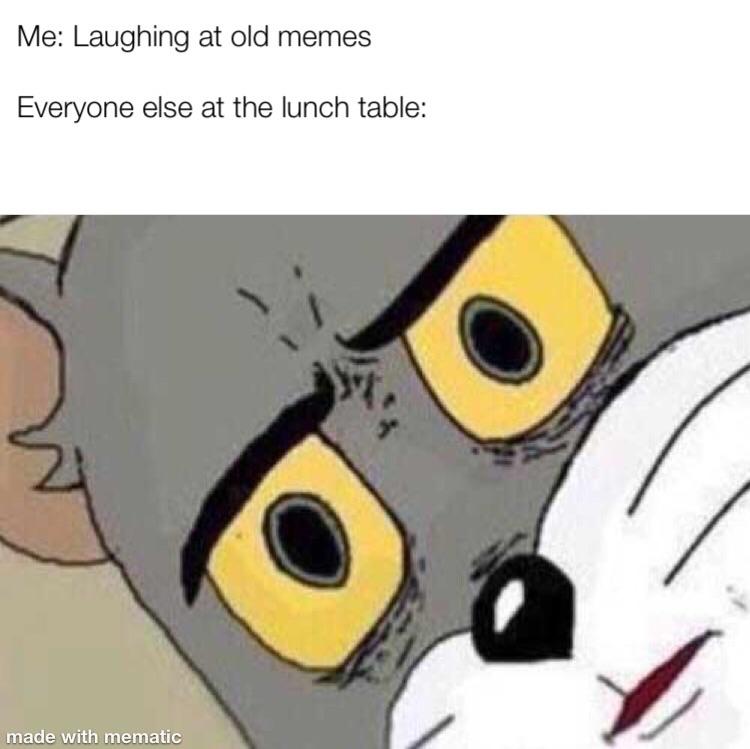 Me: Laughing at old memes
Everyone else at the lunch table:
made with mematic